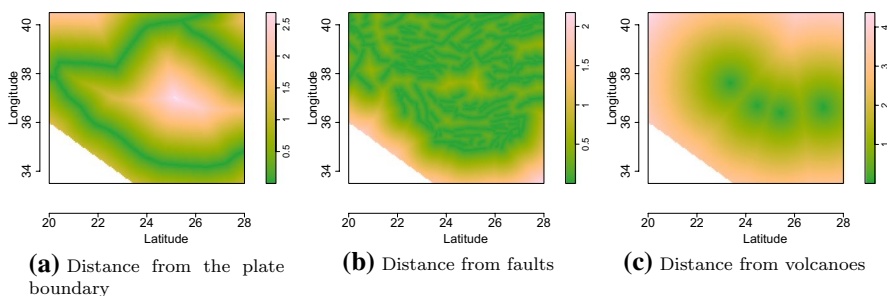 40
38
36
34
Longitude
20 22 24 26 28
Latitude
0.5 1 1.5 2 2.5
(a) Distance from the plate
boundary
40
38
36
34
Longitude
20 22 24 26 28
Latitude
0.5 1 1.5 2
(b) Distance from faults
40
38
36
34
Longitude
20 22 24 26 28
Latitude
1 2 3 4
(c) Distance from volcanoes